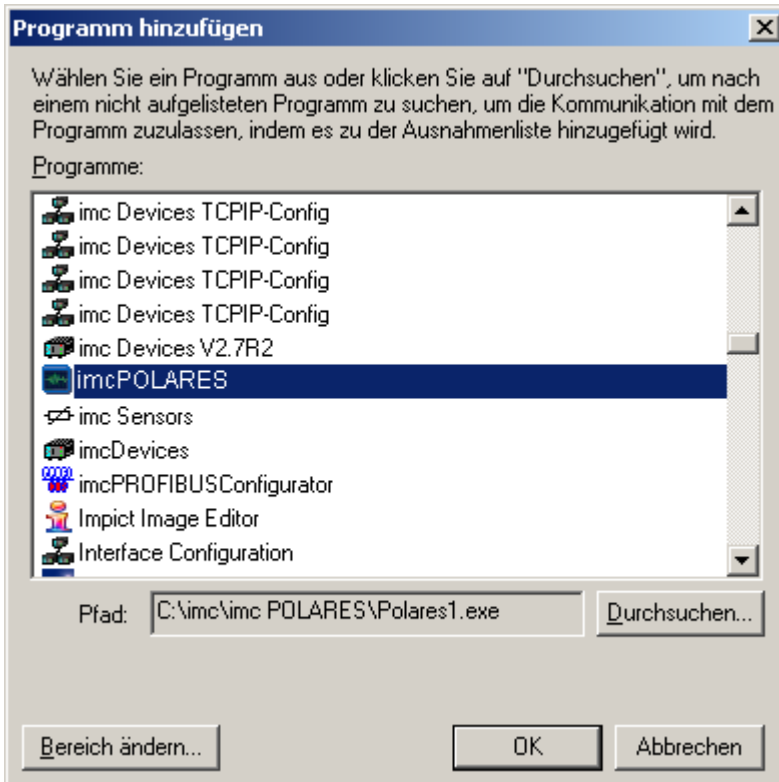 Programm hinzufügen
Wählen Sie ein Programm aus oder klicken Sie auf "Durchsuchen", um nach
einem nicht aufgelisteten Programm zu suchen, um die Kommunikation mit dem
Programm zuzulassen, indem es zu der Ausnahmenliste hinzugefügt wird.
Programme:
imc Devices TCPIP-Config
imc Devices TCPIP-Config
imc Devices TCPIP-Config
imc Devices TCPIP-Config
imc Devices V2.7R2
imcPOLARES
imc Sensors
imcDevices
imcPROFIBUSConfigurator
Impict Image Editor
Interface Configuration
Pfad: C:\imc\imc POLARES\Polares1.exe Durchsuchen...
Bereich ändern... OK Abbrechen